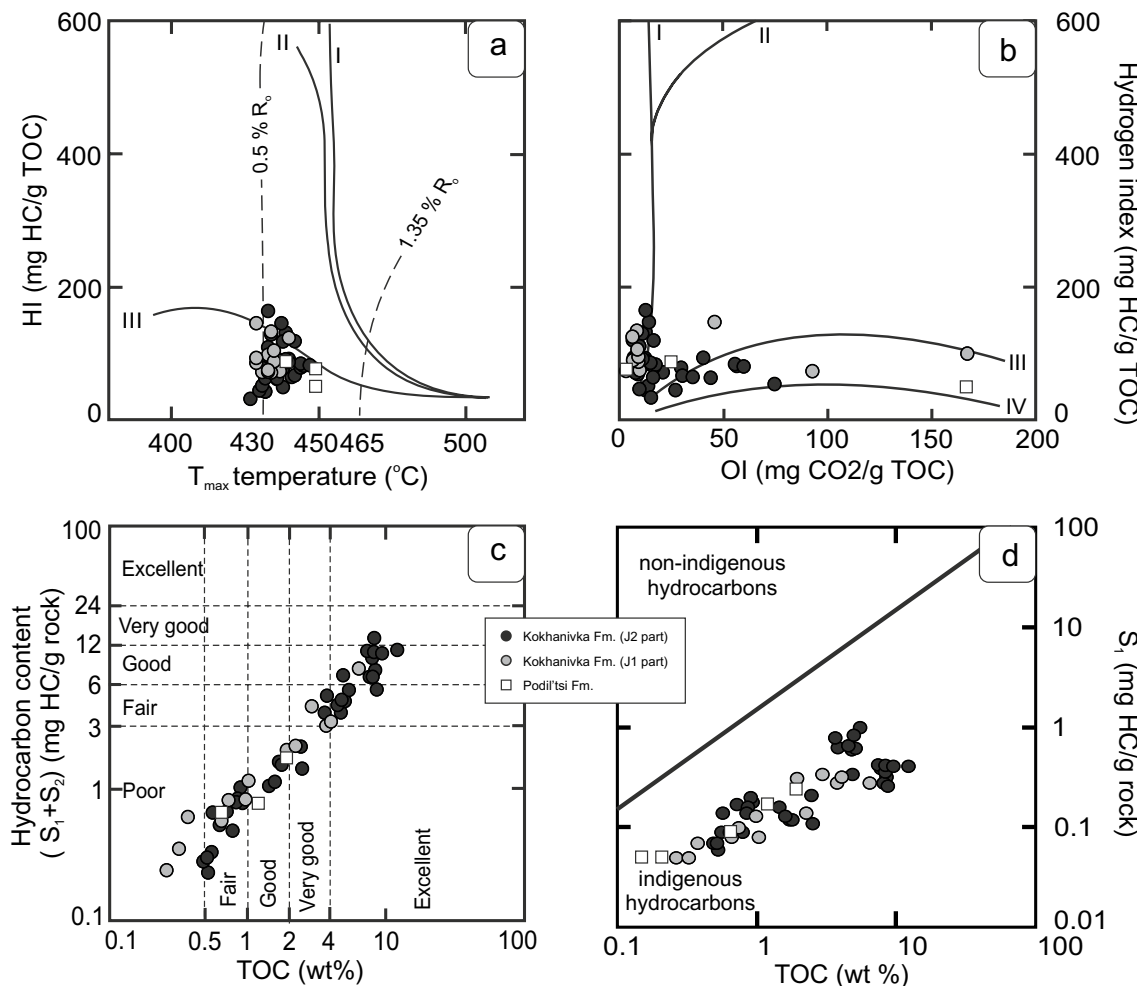 600
400
200
0
HI (mg HC/g TOC)
400
430
450
465
500
Tmax temperature (°C)
I
II
III
0.5 % Ro
1.35 % Ro
a
600
400
200
0
Hydrogen index (mg HC/g TOC)
0
50
100
150
200
OI (mg CO2/g TOC)
I
II
III
IV
b
100
24
12
6
3
1
0.1
Hydrocarbon content
( S1+S2) (mg HC/g rock)
Excellent
Very good
Good
Fair
Poor
Fair
Good
Very good
Excellent
0.1
0.5
1
2
4
10
100
TOC (wt%)
c
Kokhanivka Fm. (J2 part)
Kokhanivka Fm. (J1 part)
Podil'tsi Fm.
non-indigenous
hydrocarbons
indigenous
hydrocarbons
d
100
10
1
0.1
0.01
S1 (mg HC/g rock)
0.1
1
10
100
TOC (wt %)